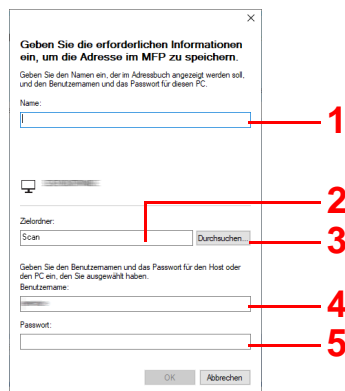 Geben Sie die erforderlichen Informationen
ein, um die Adresse im MFP zu speichern.
Geben Sie den Namen ein, der im Adressbuch angezeigt werden soll,
und den Benutzernamen und das Passwort für diesen PC.
Name:
1
2
Zielordner:
Scan
Durchsuchen...
3
Geben Sie den Benutzernamen und das Passwort für den Host oder
den PC ein, den Sie ausgewählt haben.
Benutzername:
4
Passwort:
5
OK
Abbrechen